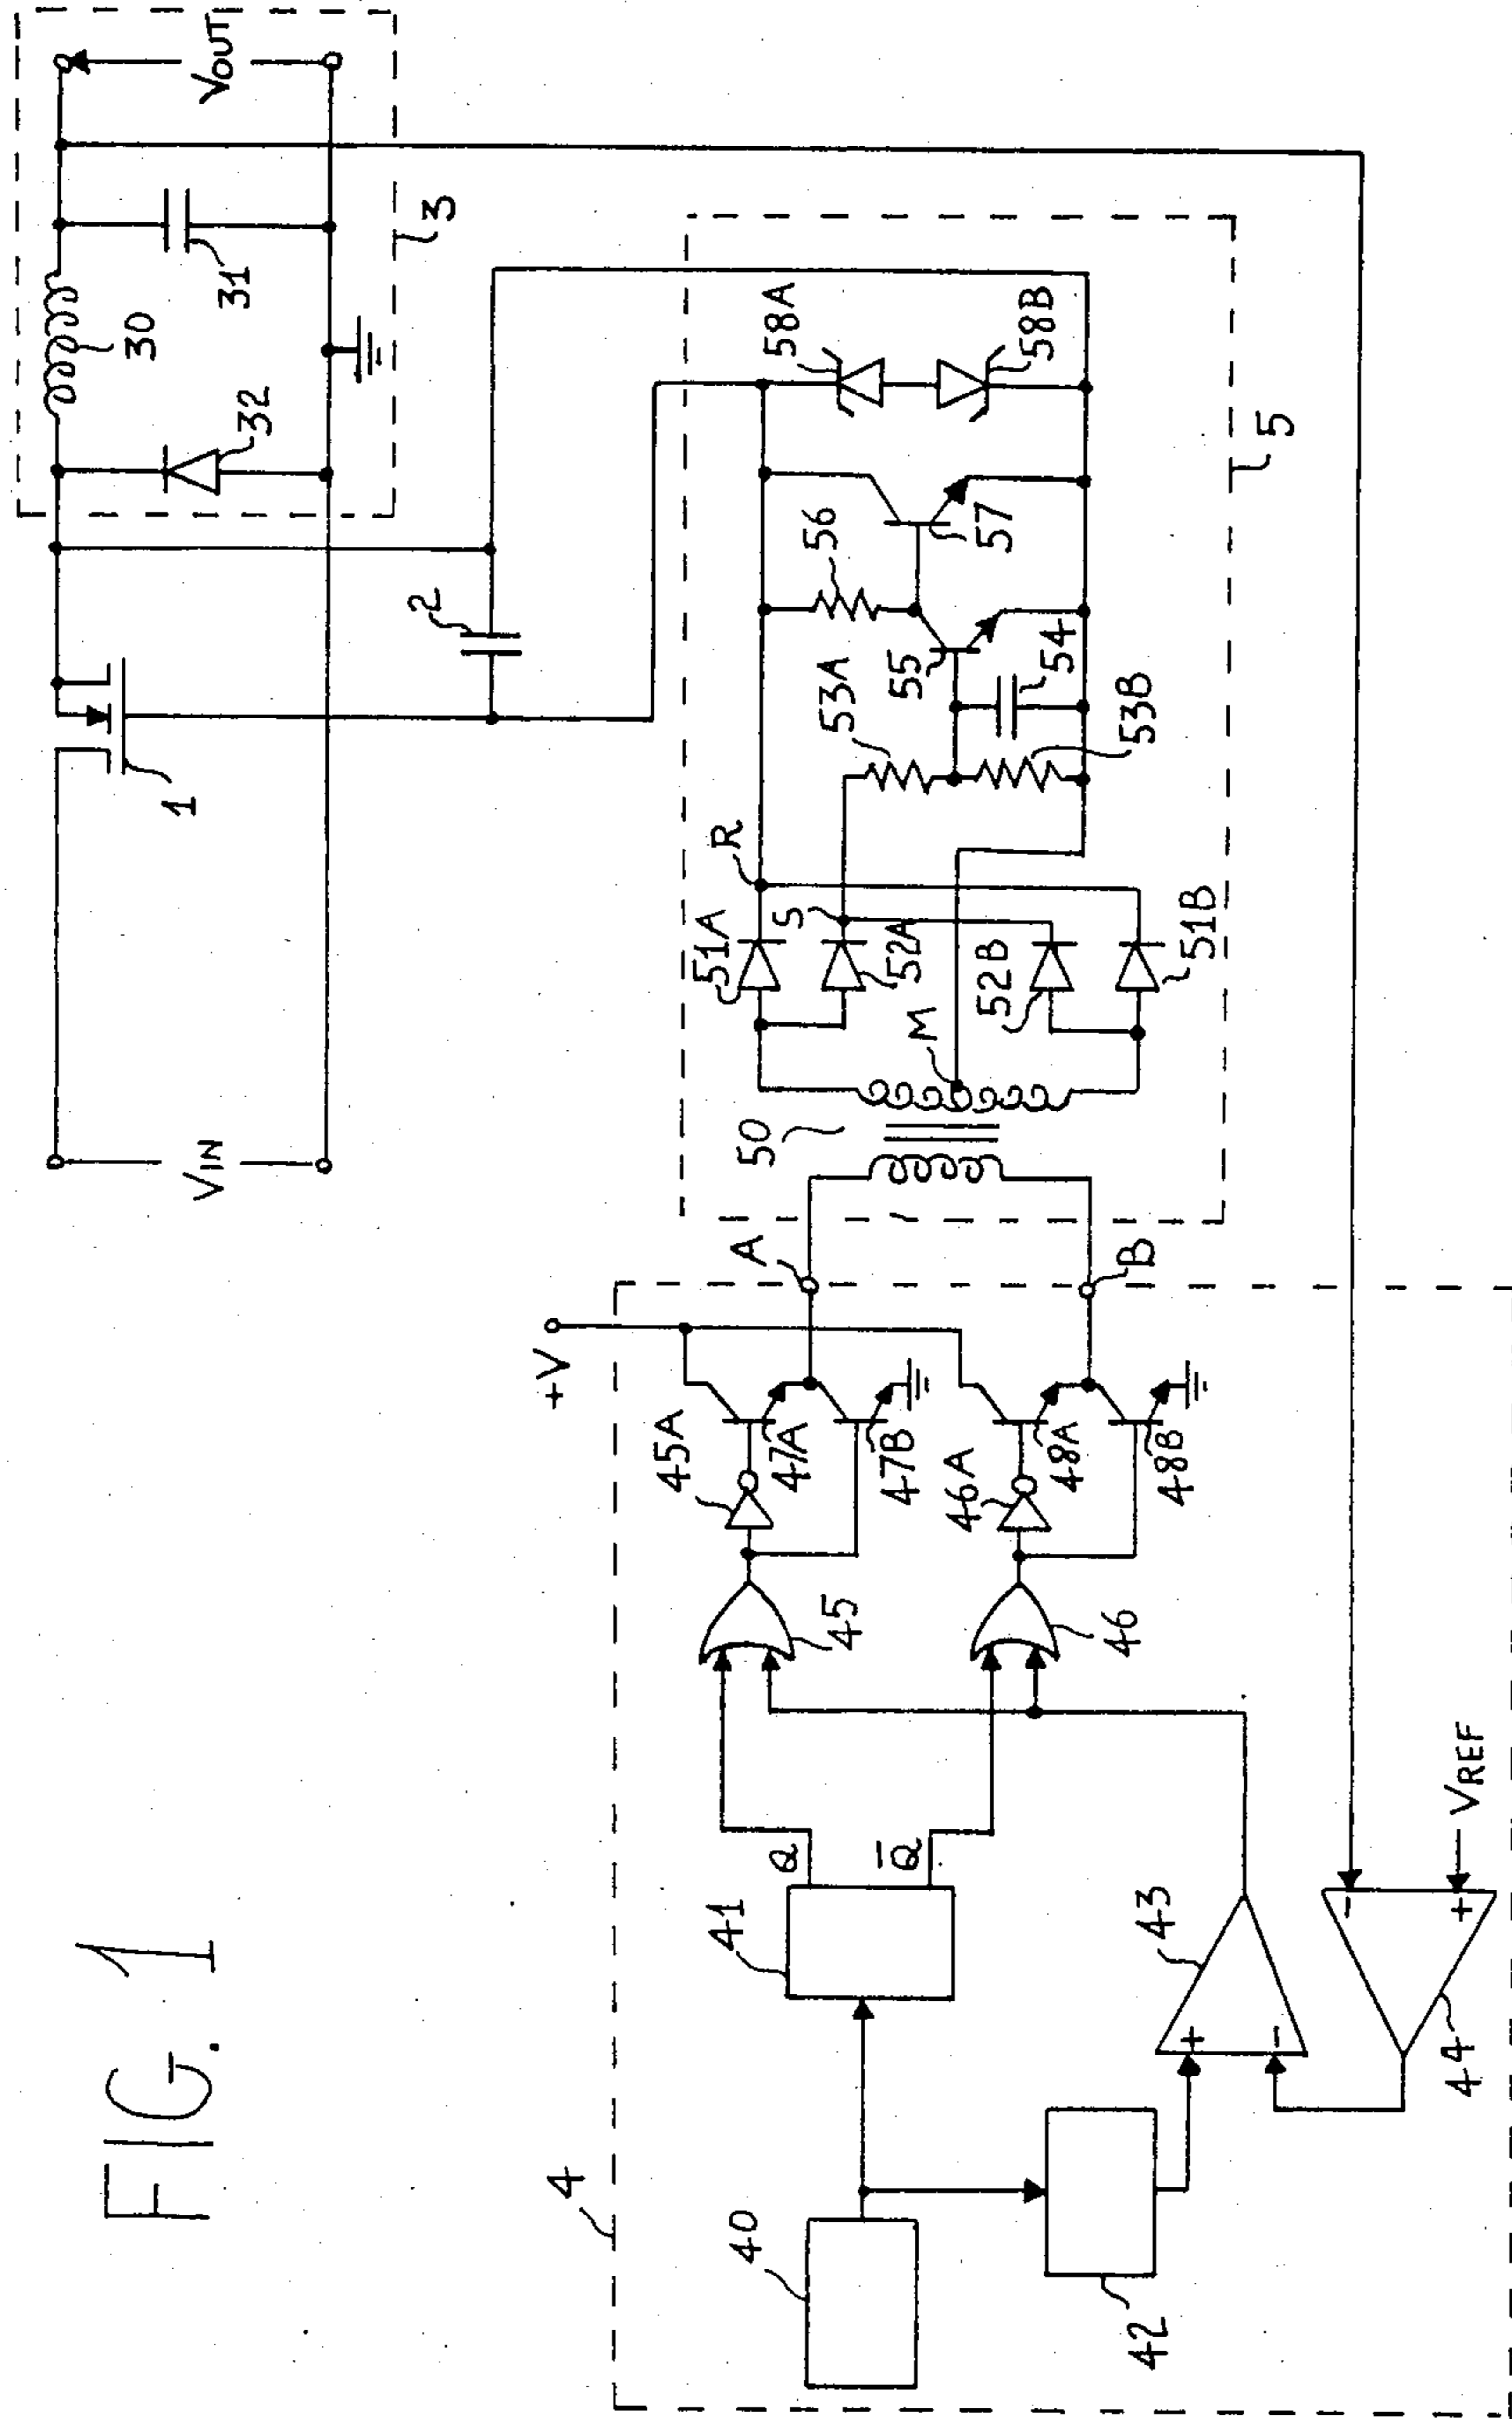 FIG. 1
VIN
1
2
30
31
32
VOUT
3
4
40
41
42
43
44
Q
Q̅
VREF
+
-
-
+
45
46
45A
46A
47A
47B
48A
48B
+V
A
B
50
M
51A
52A
52B
51B
S
R
53A
53B
54
55
56
57
58A
58B
5